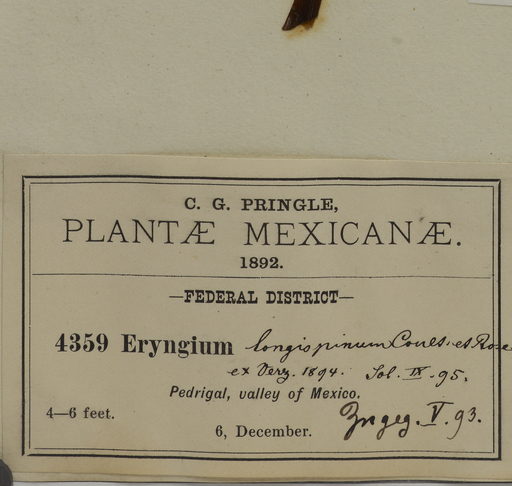 C. G. PRINGLE,
PLANTÆ MEXICANÆ.
1892.
—FEDERAL DISTRICT—
4359 Eryngium longispinum Coult. et Rose
ex Verz. 1894. Sol. IX. 95.
Pedrigal, valley of Mexico.
4—6 feet.
Zugeg. V. 93.
6, December.